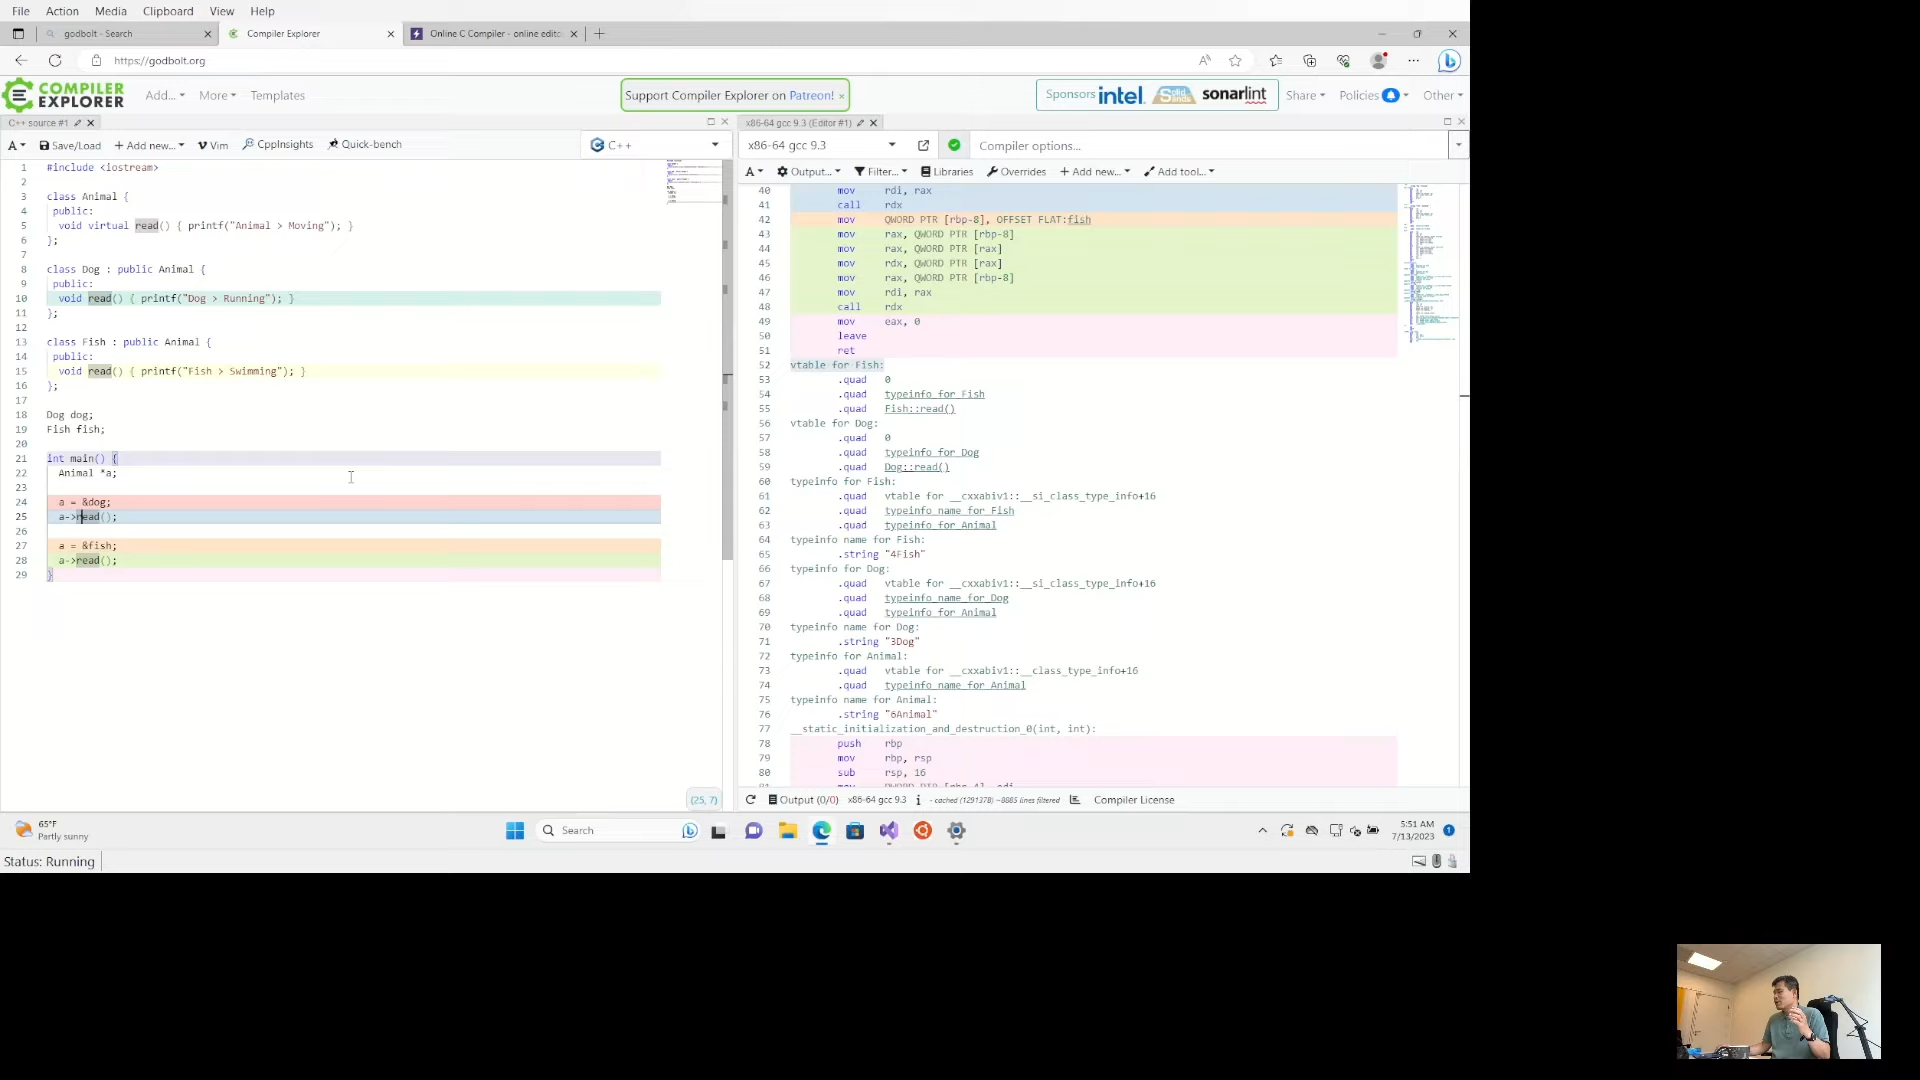 File Action Media Clipboard View Help
godbolt - Search
Compiler Explorer
Online C Compiler - online edito
https://godbolt.org
COMPILER EXPLORER
Add... More Templates
Support Compiler Explorer on Patreon! ×
Sponsors intel. Solid Sands sonarlint
Share Policies Other
C++ source #1
A Save/Load + Add new... Vim CppInsights Quick-bench
C++
1 #include <iostream>
2
3 class Animal {
4 public:
5 void virtual read() { printf("Animal > Moving"); }
6 };
7
8 class Dog : public Animal {
9 public:
10 void read() { printf("Dog > Running"); }
11 };
12
13 class Fish : public Animal {
14 public:
15 void read() { printf("Fish > Swimming"); }
16 };
17
18 Dog dog;
19 Fish fish;
20
21 int main() {
22 Animal *a;
23
24 a = &dog;
25 a->read();
26
27 a = &fish;
28 a->read();
29 }
(25, 7)
x86-64 gcc 9.3 (Editor #1)
x86-64 gcc 9.3
Compiler options...
A Output... Filter... Libraries Overrides + Add new... Add tool...
40 mov rdi, rax
41 call rdx
42 mov QWORD PTR [rbp-8], OFFSET FLAT:fish
43 mov rax, QWORD PTR [rbp-8]
44 mov rax, QWORD PTR [rax]
45 mov rdx, QWORD PTR [rax]
46 mov rax, QWORD PTR [rbp-8]
47 mov rdi, rax
48 call rdx
49 mov eax, 0
50 leave
51 ret
52 vtable for Fish:
53 .quad 0
54 .quad typeinfo for Fish
55 .quad Fish::read()
56 vtable for Dog:
57 .quad 0
58 .quad typeinfo for Dog
59 .quad Dog::read()
60 typeinfo for Fish:
61 .quad vtable for __cxxabiv1::__si_class_type_info+16
62 .quad typeinfo name for Fish
63 .quad typeinfo for Animal
64 typeinfo name for Fish:
65 .string "4Fish"
66 typeinfo for Dog:
67 .quad vtable for __cxxabiv1::__si_class_type_info+16
68 .quad typeinfo name for Dog
69 .quad typeinfo for Animal
70 typeinfo name for Dog:
71 .string "3Dog"
72 typeinfo for Animal:
73 .quad vtable for __cxxabiv1::__class_type_info+16
74 .quad typeinfo name for Animal
75 typeinfo name for Animal:
76 .string "6Animal"
77 __static_initialization_and_destruction_0(int, int):
78 push rbp
79 mov rbp, rsp
80 sub rsp, 16
Output (0/0) x86-64 gcc 9.3 i - cached (129137B) ~8885 lines filtered Compiler License
65°F
Partly sunny
Search
5:51 AM
7/13/2023
1
Status: Running